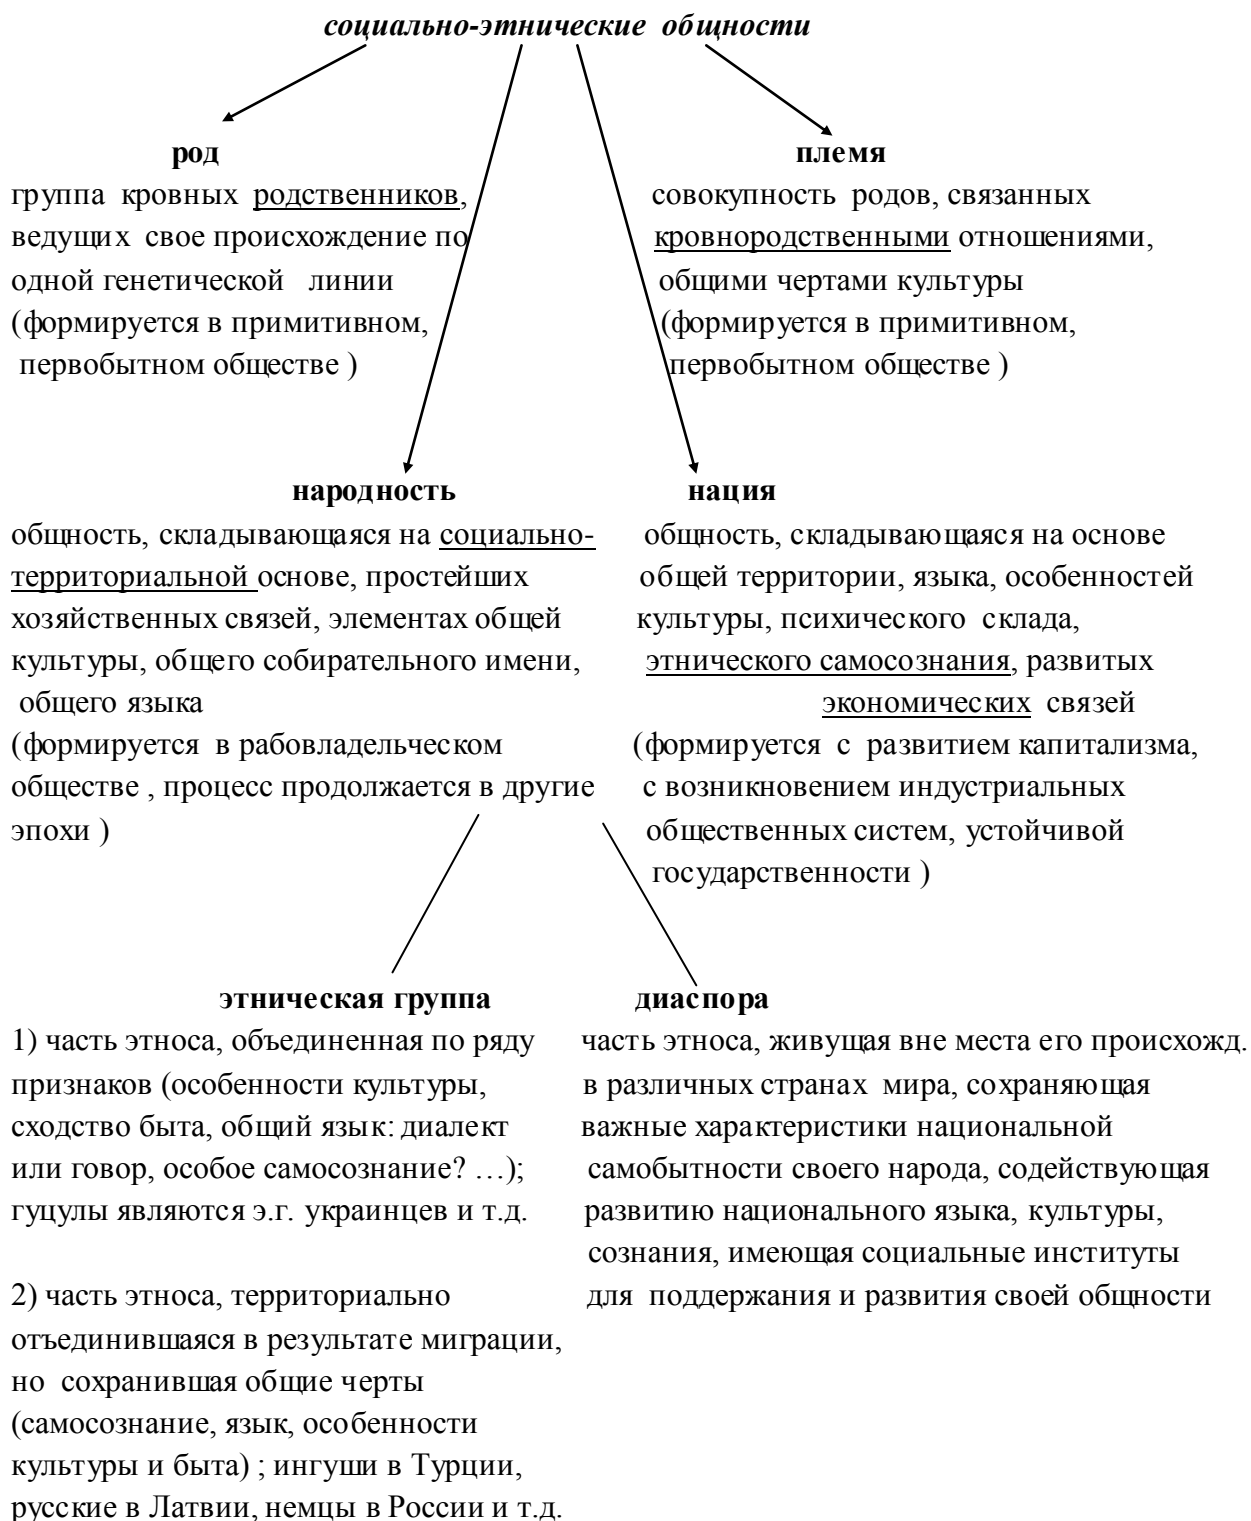 социально-этнические общности
род
группа кровных родственников,
ведущих свое происхождение по
одной генетической линии
(формируется в примитивном,
первобытном обществе )
племя
совокупность родов, связанных
кровнородственными отношениями,
общими чертами культуры
(формируется в примитивном,
первобытном обществе )
народность
общность, складывающаяся на социально-
территориальной основе, простейших
хозяйственных связей, элементах общей
культуры, общего собирательного имени,
общего языка
(формируется в рабовладельческом
обществе , процесс продолжается в другие
эпохи )
нация
общность, складывающаяся на основе
общей территории, языка, особенностей
культуры, психического склада,
этнического самосознания, развитых
экономических связей
(формируется с развитием капитализма,
с возникновением индустриальных
общественных систем, устойчивой
государственности )
этническая группа
1) часть этноса, объединенная по ряду
признаков (особенности культуры,
сходство быта, общий язык: диалект
или говор, особое самосознание? …);
гуцулы являются э.г. украинцев и т.д.
2) часть этноса, территориально
отъединившаяся в результате миграции,
но сохранившая общие черты
(самосознание, язык, особенности
культуры и быта) ; ингуши в Турции,
русские в Латвии, немцы в России и т.д.
диаспора
часть этноса, живущая вне места его происхожд.
в различных странах мира, сохраняющая
важные характеристики национальной
самобытности своего народа, содействующая
развитию национального языка, культуры,
сознания, имеющая социальные институты
для поддержания и развития своей общности